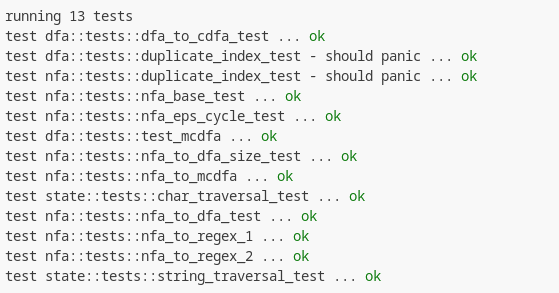 running 13 tests
test dfa::tests::dfa_to_cdfa_test ... ok
test dfa::tests::duplicate_index_test - should panic ... ok
test nfa::tests::duplicate_index_test - should panic ... ok
test nfa::tests::nfa_base_test ... ok
test nfa::tests::nfa_eps_cycle_test ... ok
test dfa::tests::test_mcdfa ... ok
test nfa::tests::nfa_to_dfa_size_test ... ok
test nfa::tests::nfa_to_mcdfa ... ok
test state::tests::char_traversal_test ... ok
test nfa::tests::nfa_to_dfa_test ... ok
test nfa::tests::nfa_to_regex_1 ... ok
test nfa::tests::nfa_to_regex_2 ... ok
test state::tests::string_traversal_test ... ok